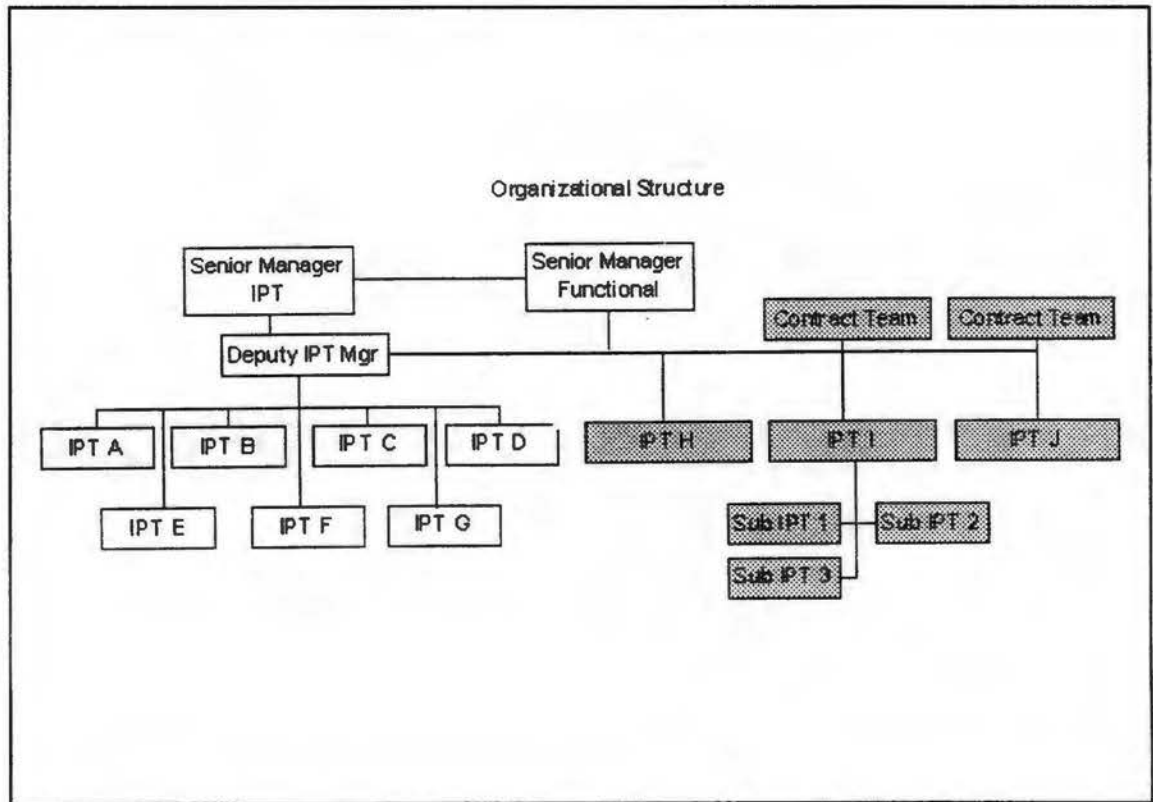 Organizational Structure
Senior Manager
IPT
Senior Manager
Functional
Contract Team
Contract Team
Deputy IPT Mgr
IPT A
IPT B
IPT C
IPT D
IPT H
IPT I
IPT J
IPT E
IPT F
IPT G
Sub IPT 1
Sub IPT 2
Sub IPT 3